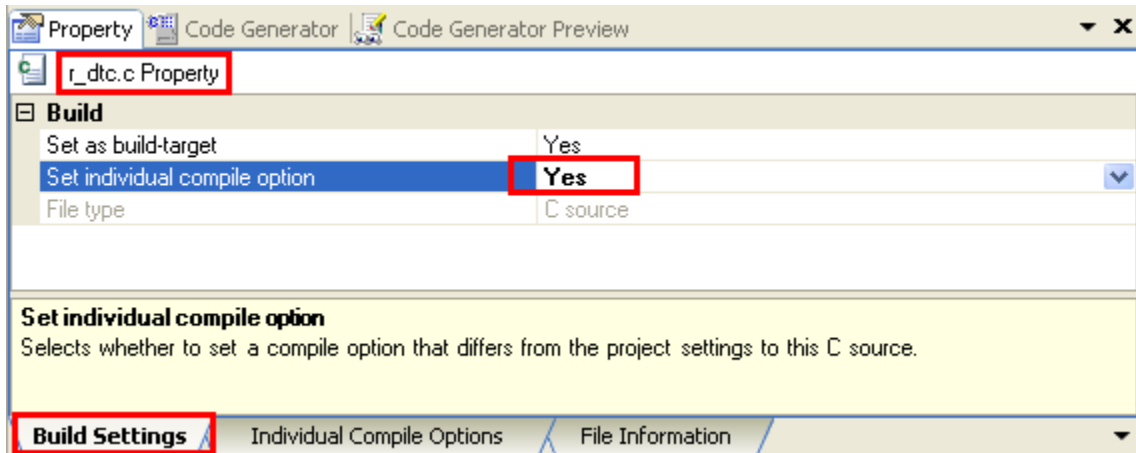 Property Code Generator Code Generator Preview
r_dtc.c Property
Build
Set as build-target Yes
Set individual compile option Yes
File type C source
Set individual compile option
Selects whether to set a compile option that differs from the project settings to this C source.
Build Settings Individual Compile Options File Information